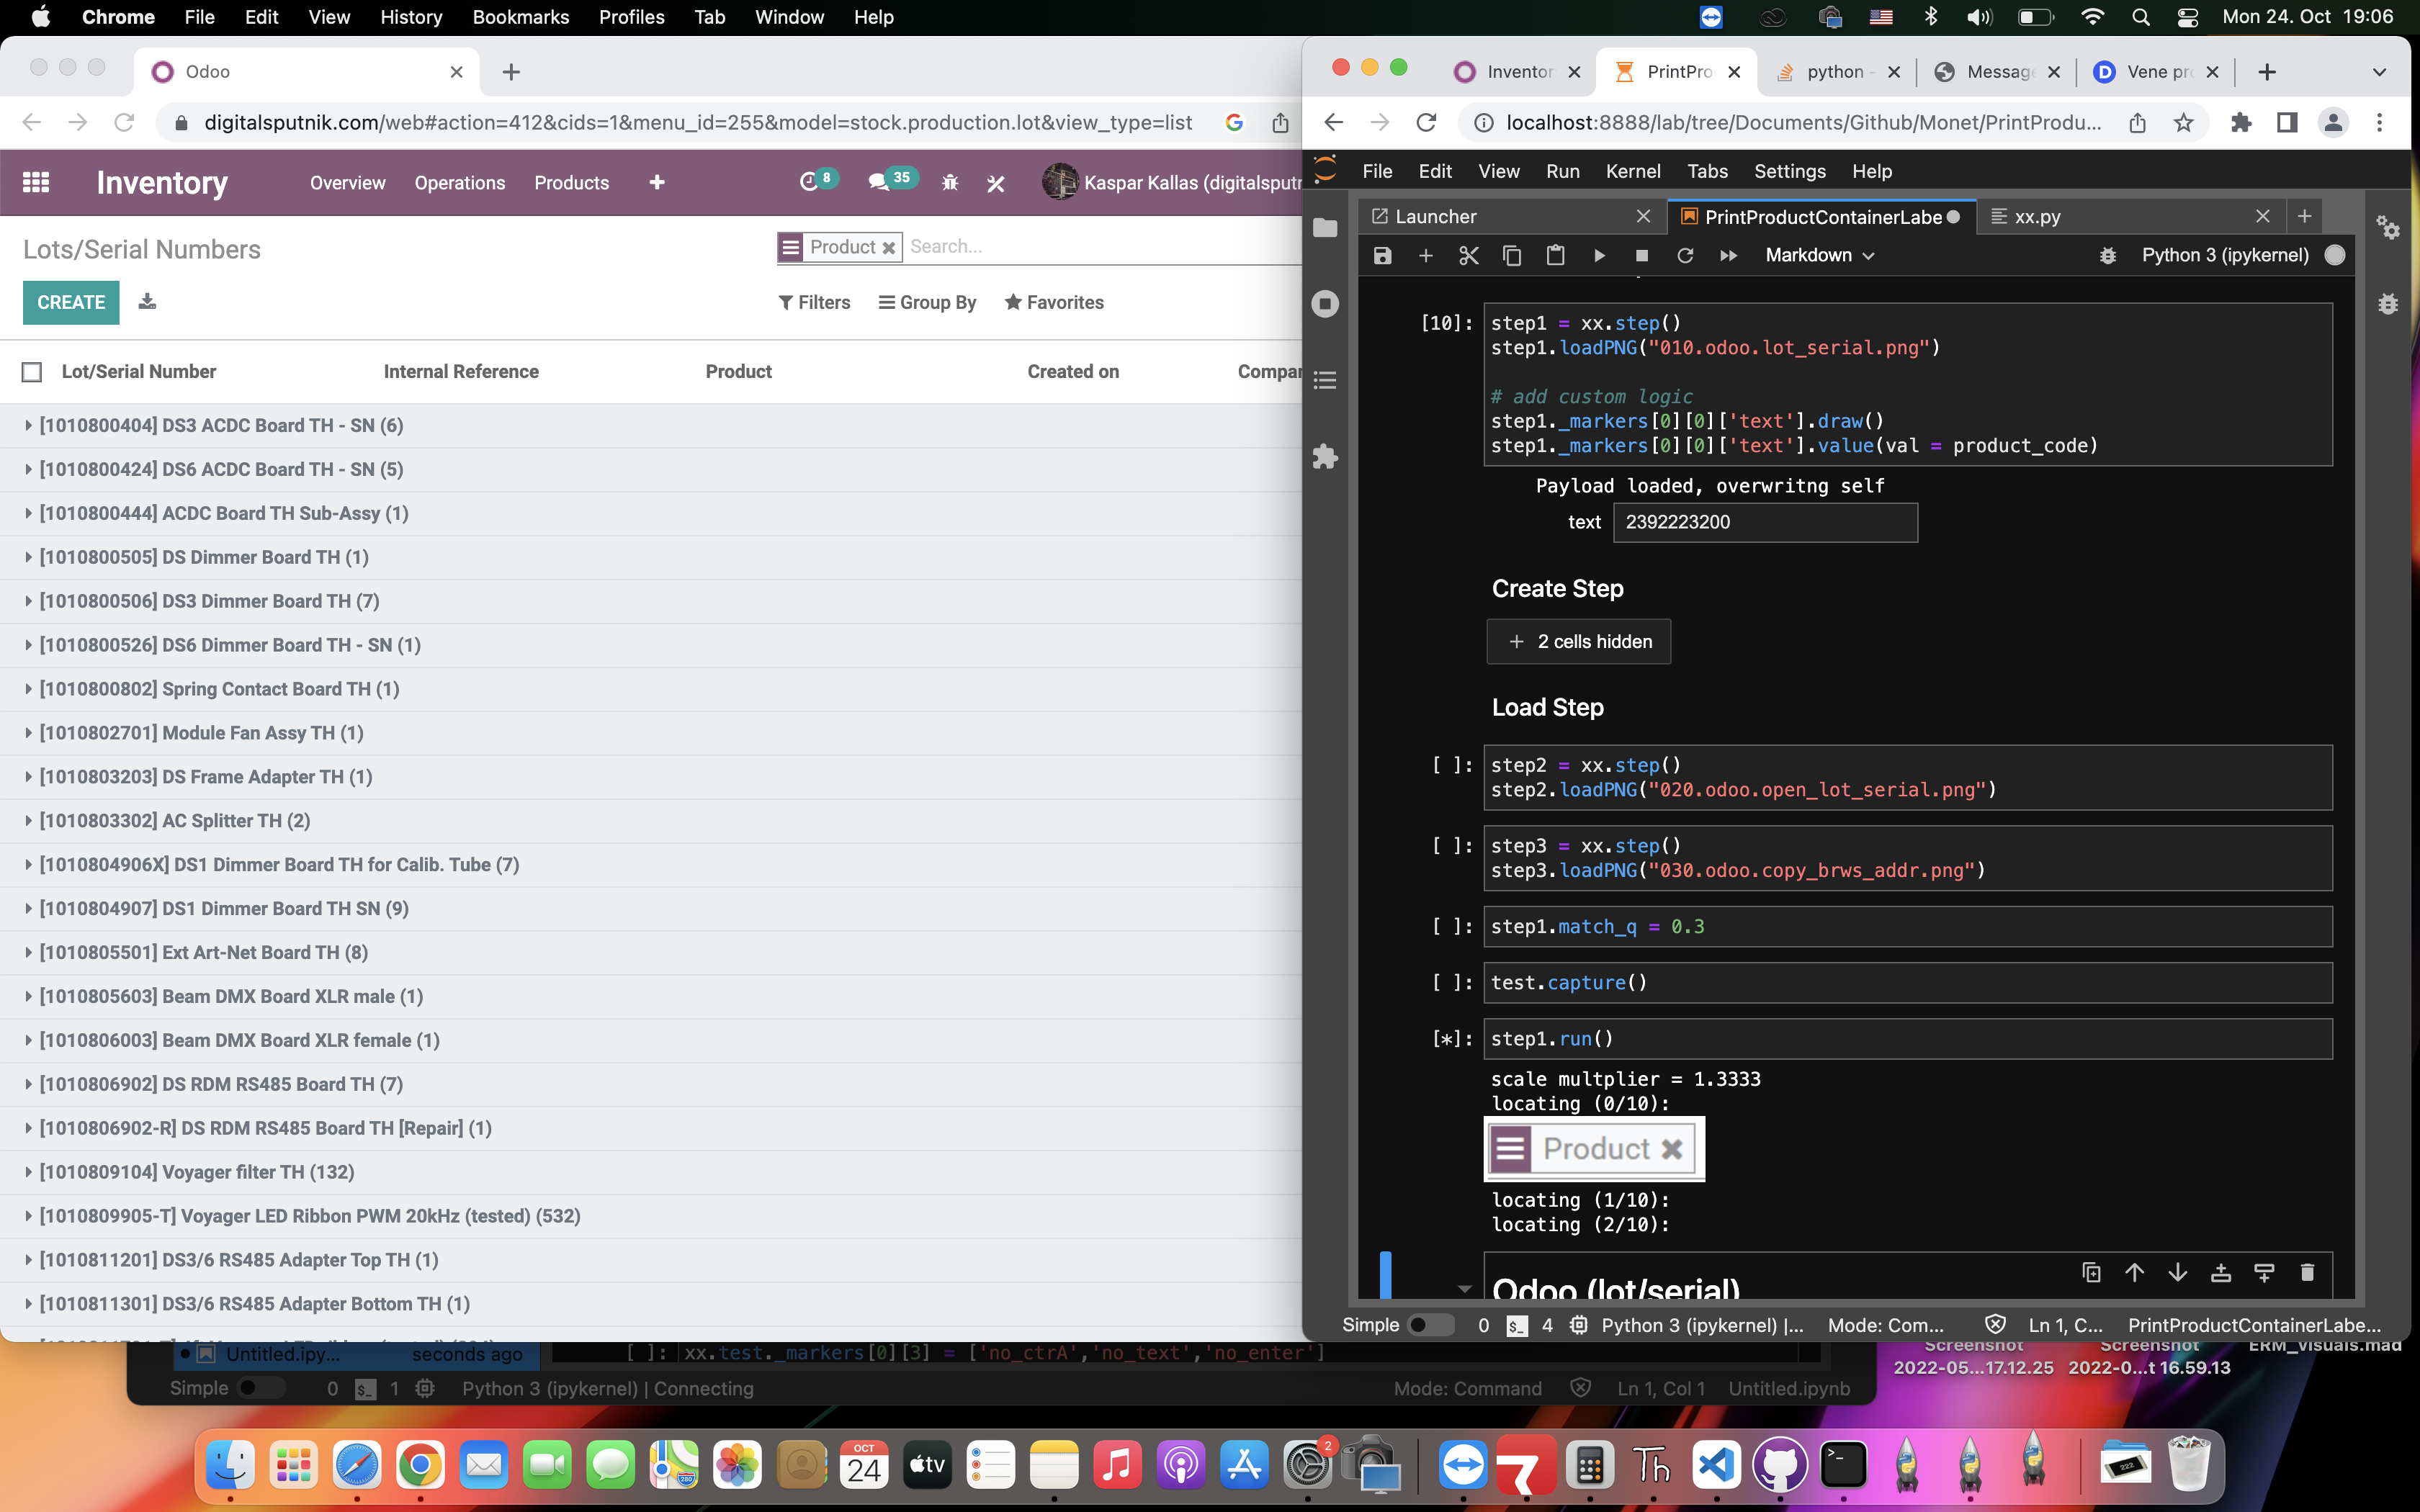 Chrome File Edit View History Bookmarks Profiles Tab Window Help Mon 24. Oct 19:06
Odoo
digitalsputnik.com/web#action=412&cids=1&menu_id=255&model=stock.production.lot&view_type=list
Inventory Overview Operations Products 8 35 Kaspar Kallas (digitalsputn
Lots/Serial Numbers
Product Search...
CREATE
Filters Group By Favorites
Lot/Serial Number Internal Reference Product Created on Compar
[1010800404] DS3 ACDC Board TH - SN (6)
[1010800424] DS6 ACDC Board TH - SN (5)
[1010800444] ACDC Board TH Sub-Assy (1)
[1010800505] DS Dimmer Board TH (1)
[1010800506] DS3 Dimmer Board TH (7)
[1010800526] DS6 Dimmer Board TH - SN (1)
[1010800802] Spring Contact Board TH (1)
[1010802701] Module Fan Assy TH (1)
[1010803203] DS Frame Adapter TH (1)
[1010803302] AC Splitter TH (2)
[1010804906X] DS1 Dimmer Board TH for Calib. Tube (7)
[1010804907] DS1 Dimmer Board TH SN (9)
[1010805501] Ext Art-Net Board TH (8)
[1010805603] Beam DMX Board XLR male (1)
[1010806003] Beam DMX Board XLR female (1)
[1010806902] DS RDM RS485 Board TH (7)
[1010806902-R] DS RDM RS485 Board TH [Repair] (1)
[1010809104] Voyager filter TH (132)
[1010809905-T] Voyager LED Ribbon PWM 20kHz (tested) (532)
[1010811201] DS3/6 RS485 Adapter Top TH (1)
[1010811301] DS3/6 RS485 Adapter Bottom TH (1)
Inventor PrintPro python - Message Vene pr
localhost:8888/lab/tree/Documents/Github/Monet/PrintProdu...
File Edit View Run Kernel Tabs Settings Help
Launcher PrintProductContainerLabe xx.py
Markdown Python 3 (ipykernel)
[10]: step1 = xx.step()
step1.loadPNG("010.odoo.lot_serial.png")
# add custom logic
step1._markers[0][0]['text'].draw()
step1._markers[0][0]['text'].value(val = product_code)
Payload loaded, overwritng self
text 2392223200
Create Step
+ 2 cells hidden
Load Step
[ ]: step2 = xx.step()
step2.loadPNG("020.odoo.open_lot_serial.png")
[ ]: step3 = xx.step()
step3.loadPNG("030.odoo.copy_brws_addr.png")
[ ]: step1.match_q = 0.3
[ ]: test.capture()
[*]: step1.run()
scale multplier = 1.3333
locating (0/10):
Product
locating (1/10):
locating (2/10):
Odoo (lot/serial)
Simple 0 $_ 4 Python 3 (ipykernel) |... Mode: Com... Ln 1, C... PrintProductContainerLabe...
Untitled.ipy... seconds ago [ ]: xx.test._markers[0][3] = ['no_ctrA','no_text','no_enter']
Simple 0 $_ 1 Python 3 (ipykernel) | Connecting Mode: Command Ln 1, Col 1 Untitled.ipynb
Screenshot Screenshot ERM_visuals.mad
2022-05...17.12.25 2022-0...t 16.59.13
OCT
24
tv
2
280
Th
>_
222